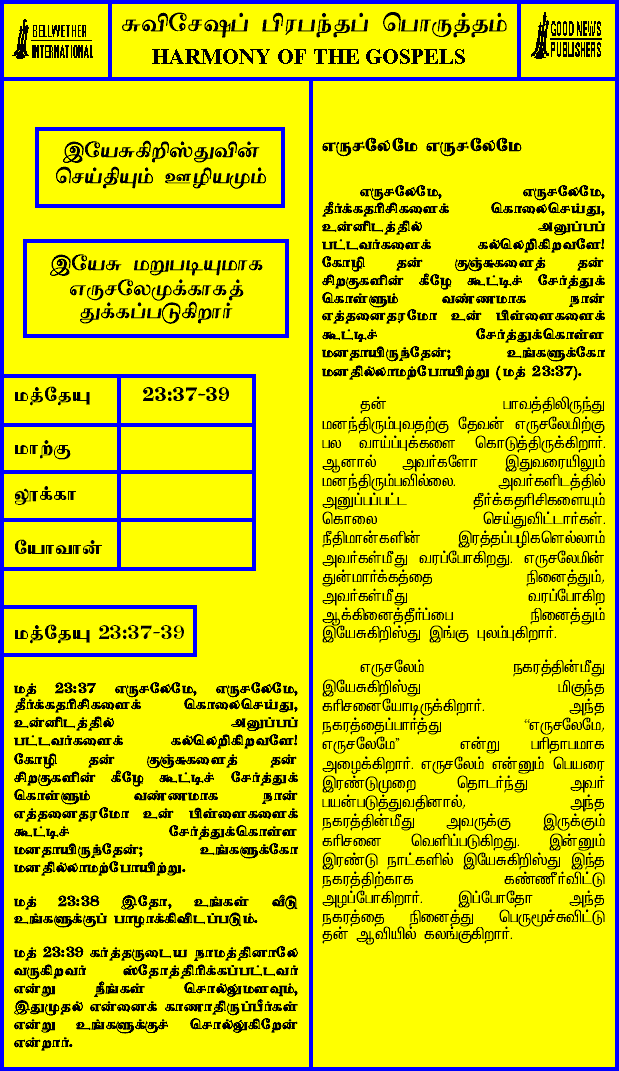 BELLWETHER
INTERNATIONAL
சுவிசேஷப் பிரபந்தப் பொருத்தம்
HARMONY OF THE GOSPELS
GOOD NEWS
PUBLISHERS
இயேசுகிறிஸ்துவின்
செய்தியும் ஊழியமும்
இயேசு மறுபடியுமாக
எருசலேமுக்காகத்
துக்கப்படுகிறார்
மத்தேயு 23:37-39
மாற்கு
லூக்கா
யோவான்
மத்தேயு 23:37-39
மத் 23:37 எருசலேமே, எருசலேமே,
தீர்க்கதரிசிகளைக் கொலைசெய்து,
உன்னிடத்தில் அனுப்பப்
பட்டவர்களைக் கல்லெறிகிறவளே!
கோழி தன் குஞ்சுகளைத் தன்
சிறகுகளின் கீழே கூட்டிச் சேர்த்துக்
கொள்ளும் வண்ணமாக நான்
எத்தனைதரமோ உன் பிள்ளைகளைக்
கூட்டிச் சேர்த்துக்கொள்ள
மனதாயிருந்தேன்; உங்களுக்கோ
மனதில்லாமற்போயிற்று.
மத் 23:38 இதோ, உங்கள் வீடு
உங்களுக்குப் பாழாக்கிவிடப்படும்.
மத் 23:39 கர்த்தருடைய நாமத்தினாலே
வருகிறவர் ஸ்தோத்திரிக்கப்பட்டவர்
என்று நீங்கள் சொல்லுமளவும்,
இதுமுதல் என்னைக் காணாதிருப்பீர்கள்
என்று உங்களுக்குச் சொல்லுகிறேன்
என்றார்.
எருசலேமே எருசலேமே
எருசலேமே, எருசலேமே,
தீர்க்கதரிசிகளைக் கொலைசெய்து,
உன்னிடத்தில் அனுப்பப்
பட்டவர்களைக் கல்லெறிகிறவளே!
கோழி தன் குஞ்சுகளைத் தன்
சிறகுகளின் கீழே கூட்டிச் சேர்த்துக்
கொள்ளும் வண்ணமாக நான்
எத்தனைதரமோ உன் பிள்ளைகளைக்
கூட்டிச் சேர்த்துக்கொள்ள
மனதாயிருந்தேன்; உங்களுக்கோ
மனதில்லாமற்போயிற்று (மத் 23:37).
தன் பாவத்திலிருந்து
மனந்திரும்புவதற்கு தேவன் எருசலேமிற்கு
பல வாய்ப்புக்களை கொடுத்திருக்கிறார்.
ஆனால் அவர்களோ இதுவரையிலும்
மனந்திரும்பவில்லை. அவர்களிடத்தில்
அனுப்பப்பட்ட தீர்க்கதரிசிகளையும்
கொலை செய்துவிட்டார்கள்.
நீதிமான்களின் இரத்தப்பழிகளெல்லாம்
அவர்கள்மீது வரப்போகிறது. எருசலேமின்
துன்மார்க்கத்தை நினைத்தும்,
அவர்கள்மீது வரப்போகிற
ஆக்கினைத்தீர்ப்பை நினைத்தும்
இயேசுகிறிஸ்து இங்கு புலம்புகிறார்.
எருசலேம் நகரத்தின்மீது
இயேசுகிறிஸ்து மிகுந்த
கரிசனையோடிருக்கிறார். அந்த
நகரத்தைப்பார்த்து “எருசலேமே,
எருசலேமே” என்று பரிதாபமாக
அழைக்கிறார். எருசலேம் என்னும் பெயரை
இரண்டுமுறை தொடர்ந்து அவர்
பயன்படுத்துவதினால், அந்த
நகரத்தின்மீது அவருக்கு இருக்கும்
கரிசனை வெளிப்படுகிறது. இன்னும்
இரண்டு நாட்களில் இயேசுகிறிஸ்து இந்த
நகரத்திற்காக கண்ணீர்விட்டு
அழப்போகிறார். இப்போதோ அந்த
நகரத்தை நினைத்து பெருமூச்சுவிட்டு
தன் ஆவியில் கலங்குகிறார்.